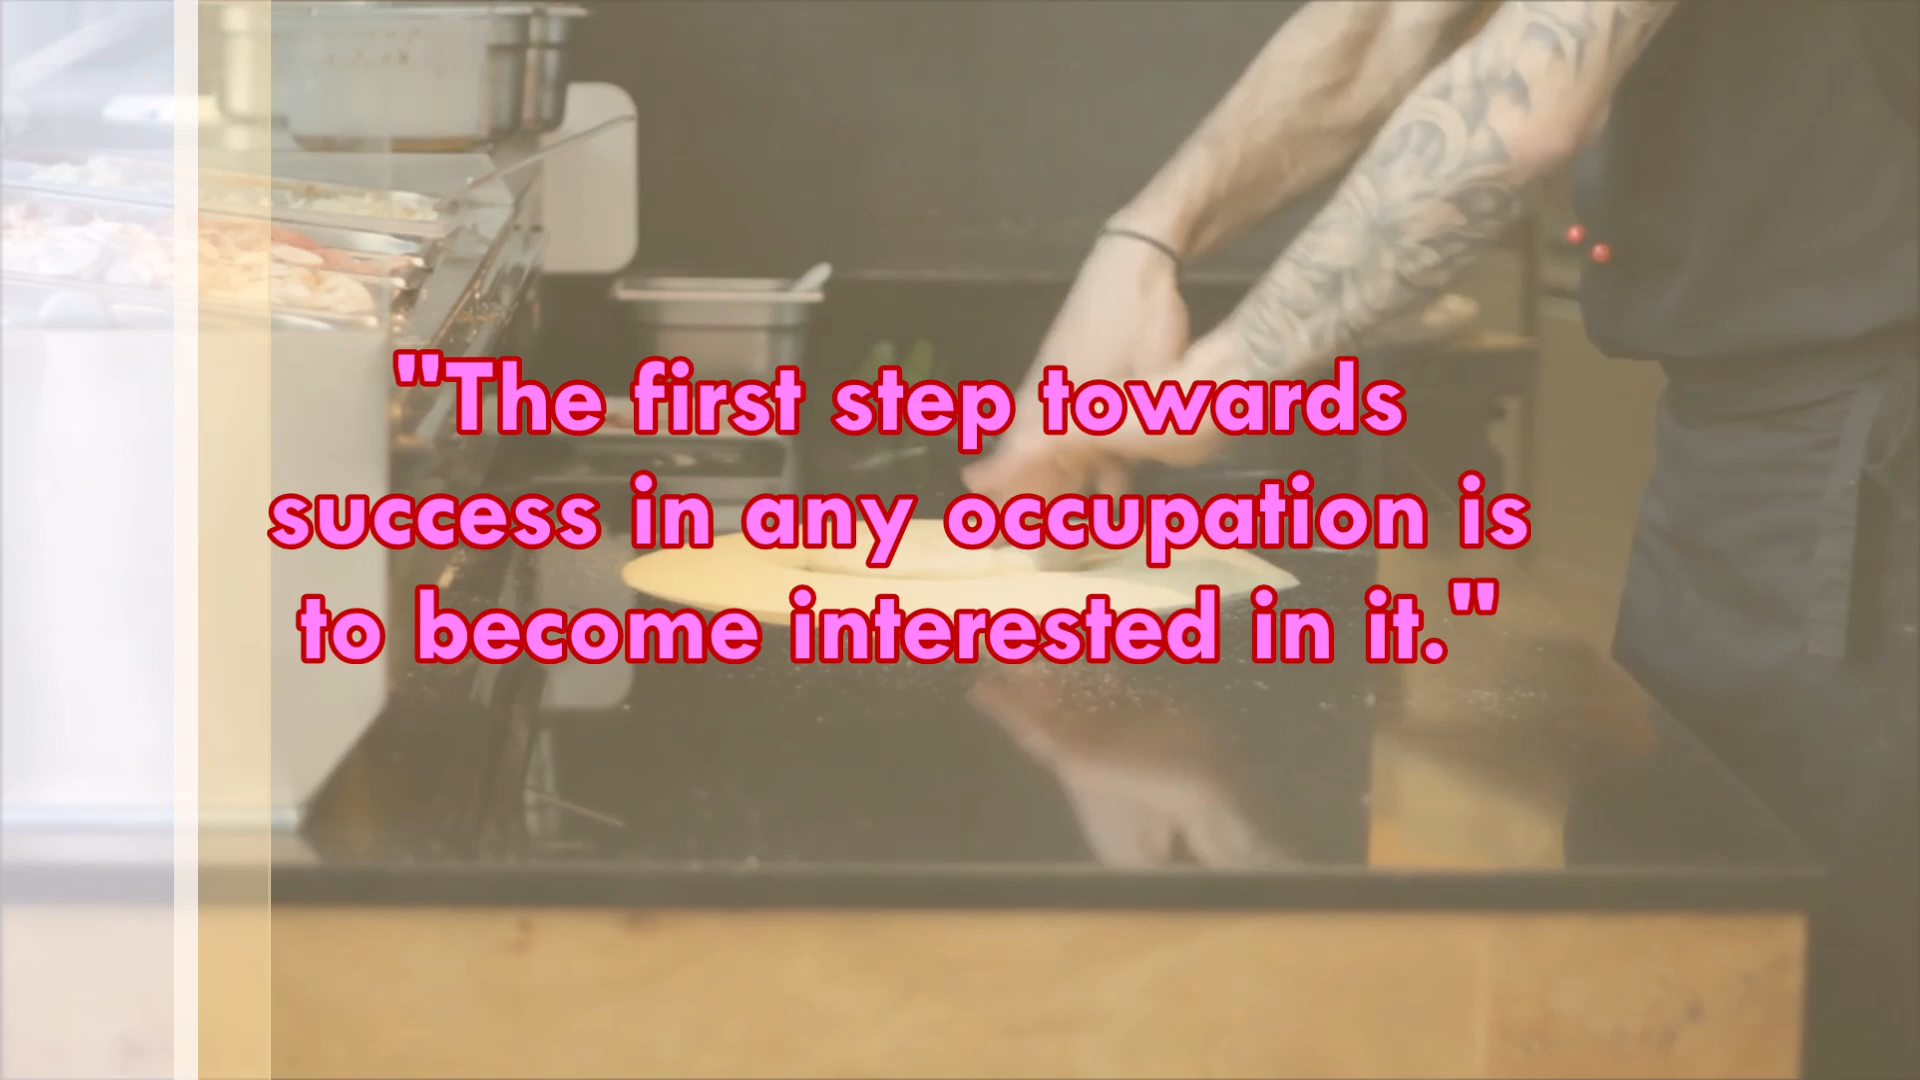 "The first step towards
success in any occupation is
to become interested in it."